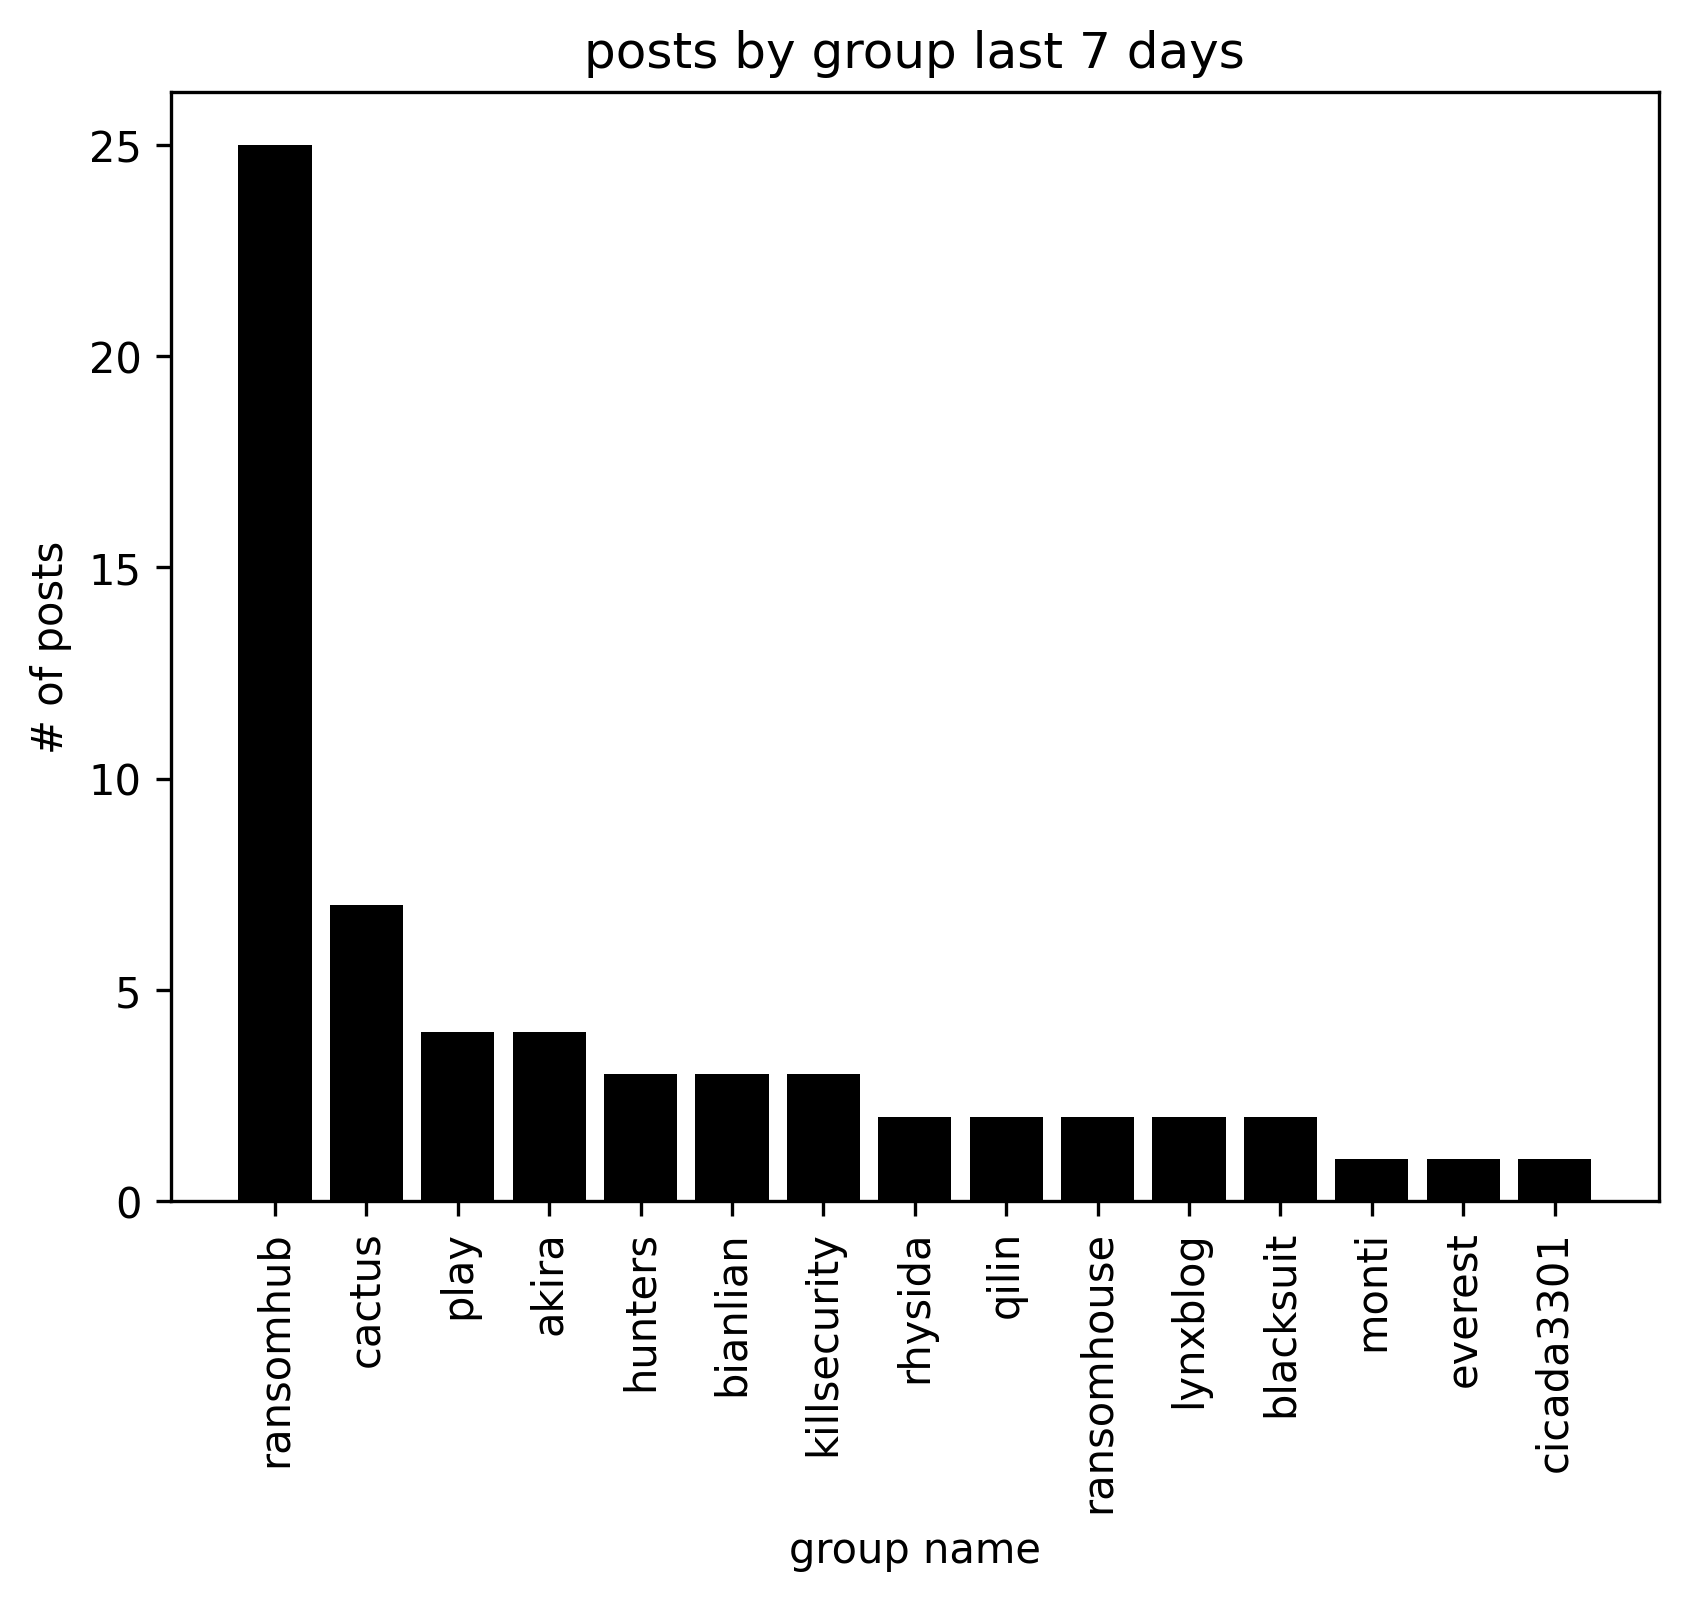 posts by group last 7 days
# of posts
25
20
15
10
5
0
ransomhub
cactus
play
akira
hunters
bianlian
killsecurity
rhysida
qilin
ransomhouse
lynxblog
blacksuit
monti
everest
cicada3301
group name